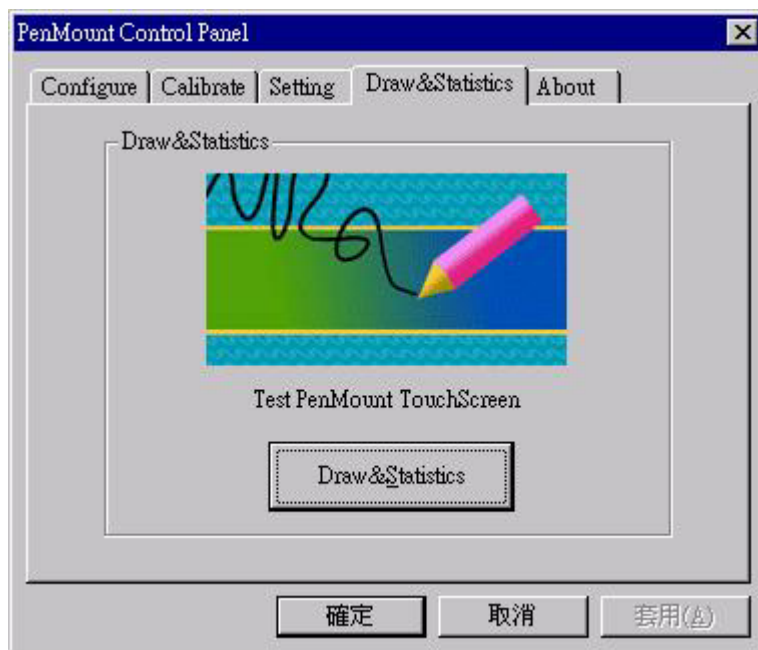 PenMount Control Panel
Configure Calibrate Setting Draw&Statistics About
Draw&Statistics
Test PenMount TouchScreen
Draw&Statistics
確定 取消 套用(A)